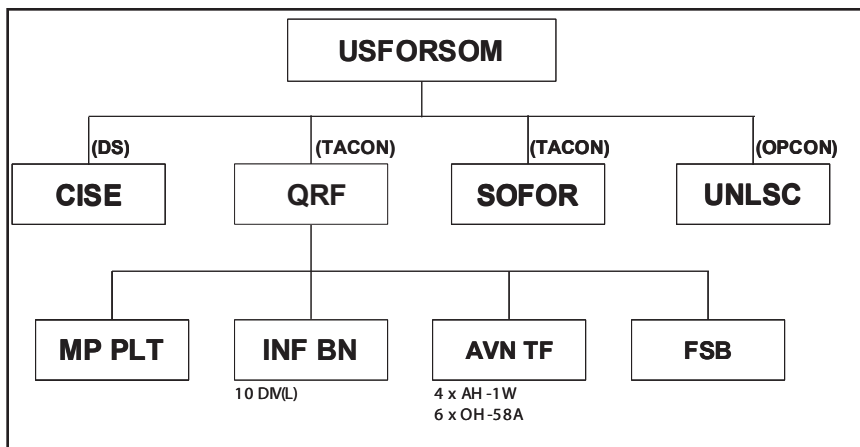 USFORSOM
(DS) (TACON) (TACON) (OPCON)
CISE QRF SOFOR UNLSC
MP PLT INF BN AVN TF FSB
10 DIV(L) 4 x AH -1W
6 x OH -58A